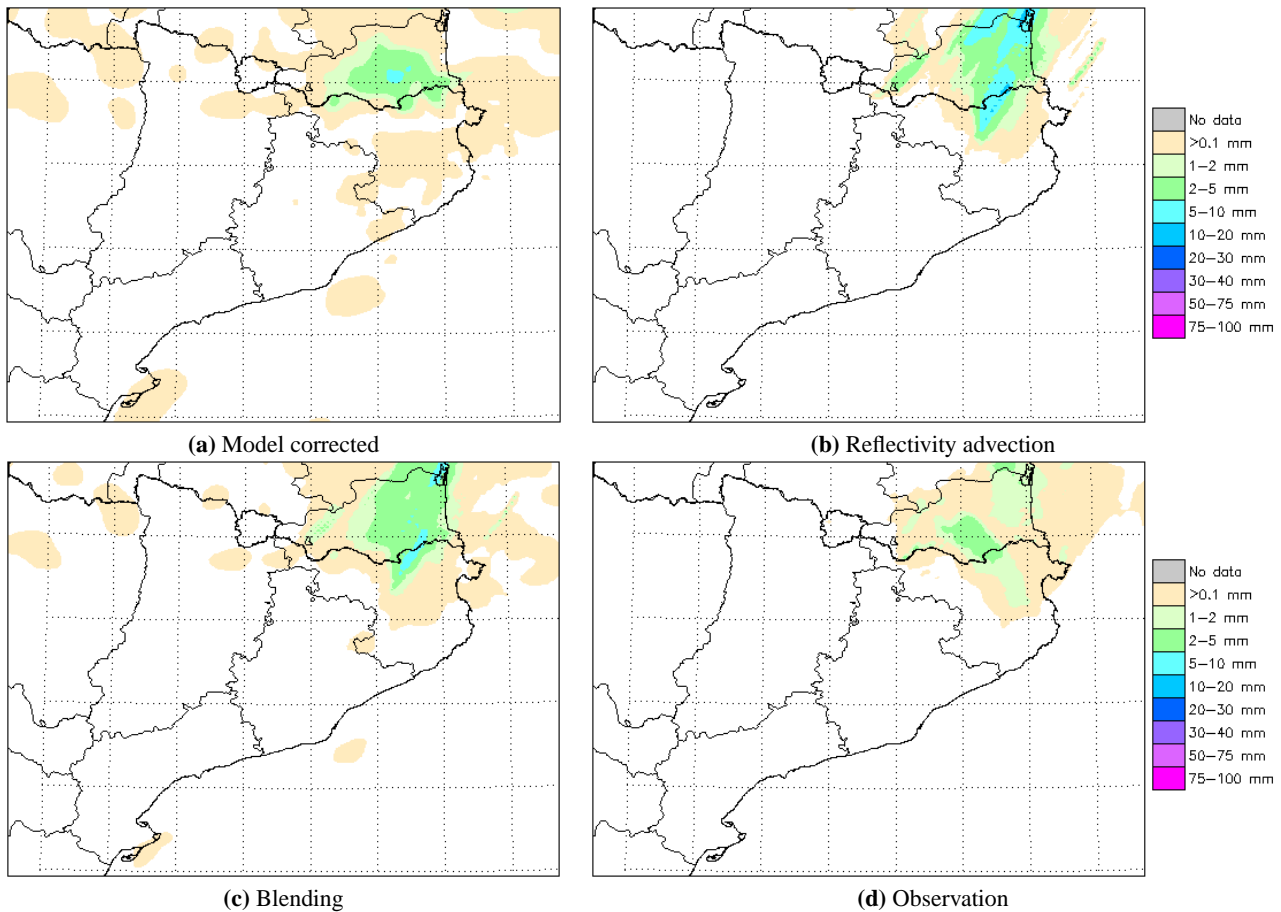 No data
>0.1 mm
1-2 mm
2-5 mm
5-10 mm
10-20 mm
20-30 mm
30-40 mm
50-75 mm
75-100 mm
(a) Model corrected
(b) Reflectivity advection
No data
>0.1 mm
1-2 mm
2-5 mm
5-10 mm
10-20 mm
20-30 mm
30-40 mm
50-75 mm
75-100 mm
(c) Blending
(d) Observation